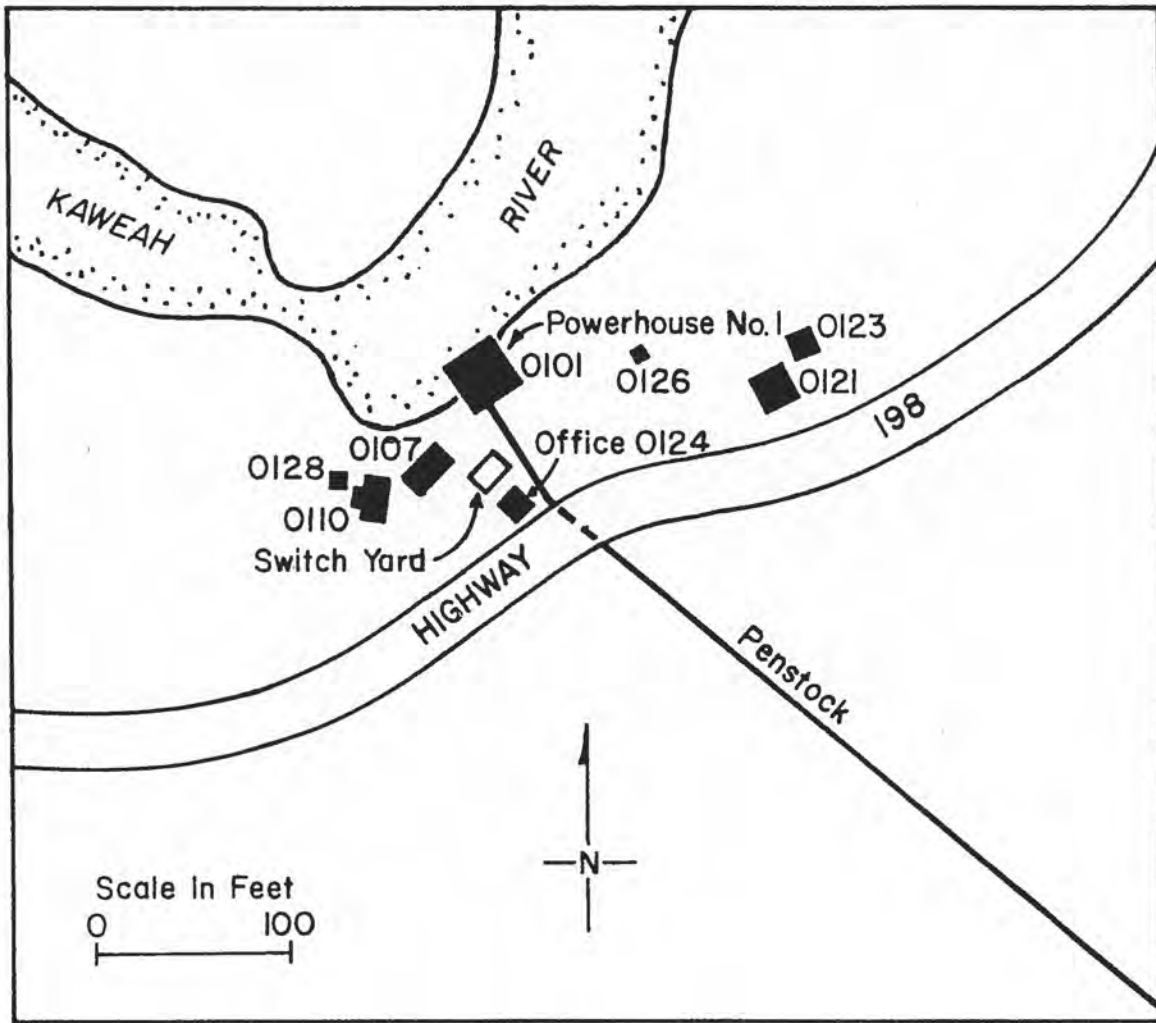 KAWEAH
RIVER
Powerhouse No. 1
0101
0126
0123
0121
198
0107
Office 0124
0128
0110
Switch Yard
HIGHWAY
Penstock
N
Scale In Feet
0 100